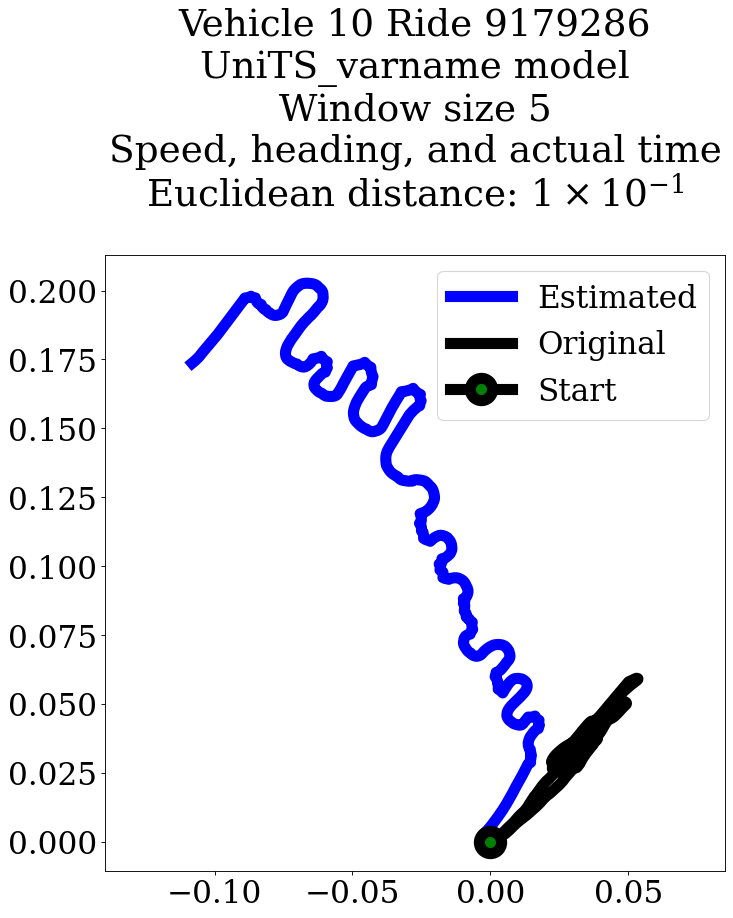 Vehicle 10 Ride 9179286
UniTS_varname model
Window size 5
Speed, heading, and actual time
Euclidean distance: 1 × 10⁻¹
Estimated
Original
Start
0.200
0.175
0.150
0.125
0.100
0.075
0.050
0.025
0.000
−0.10 −0.05 0.00 0.05